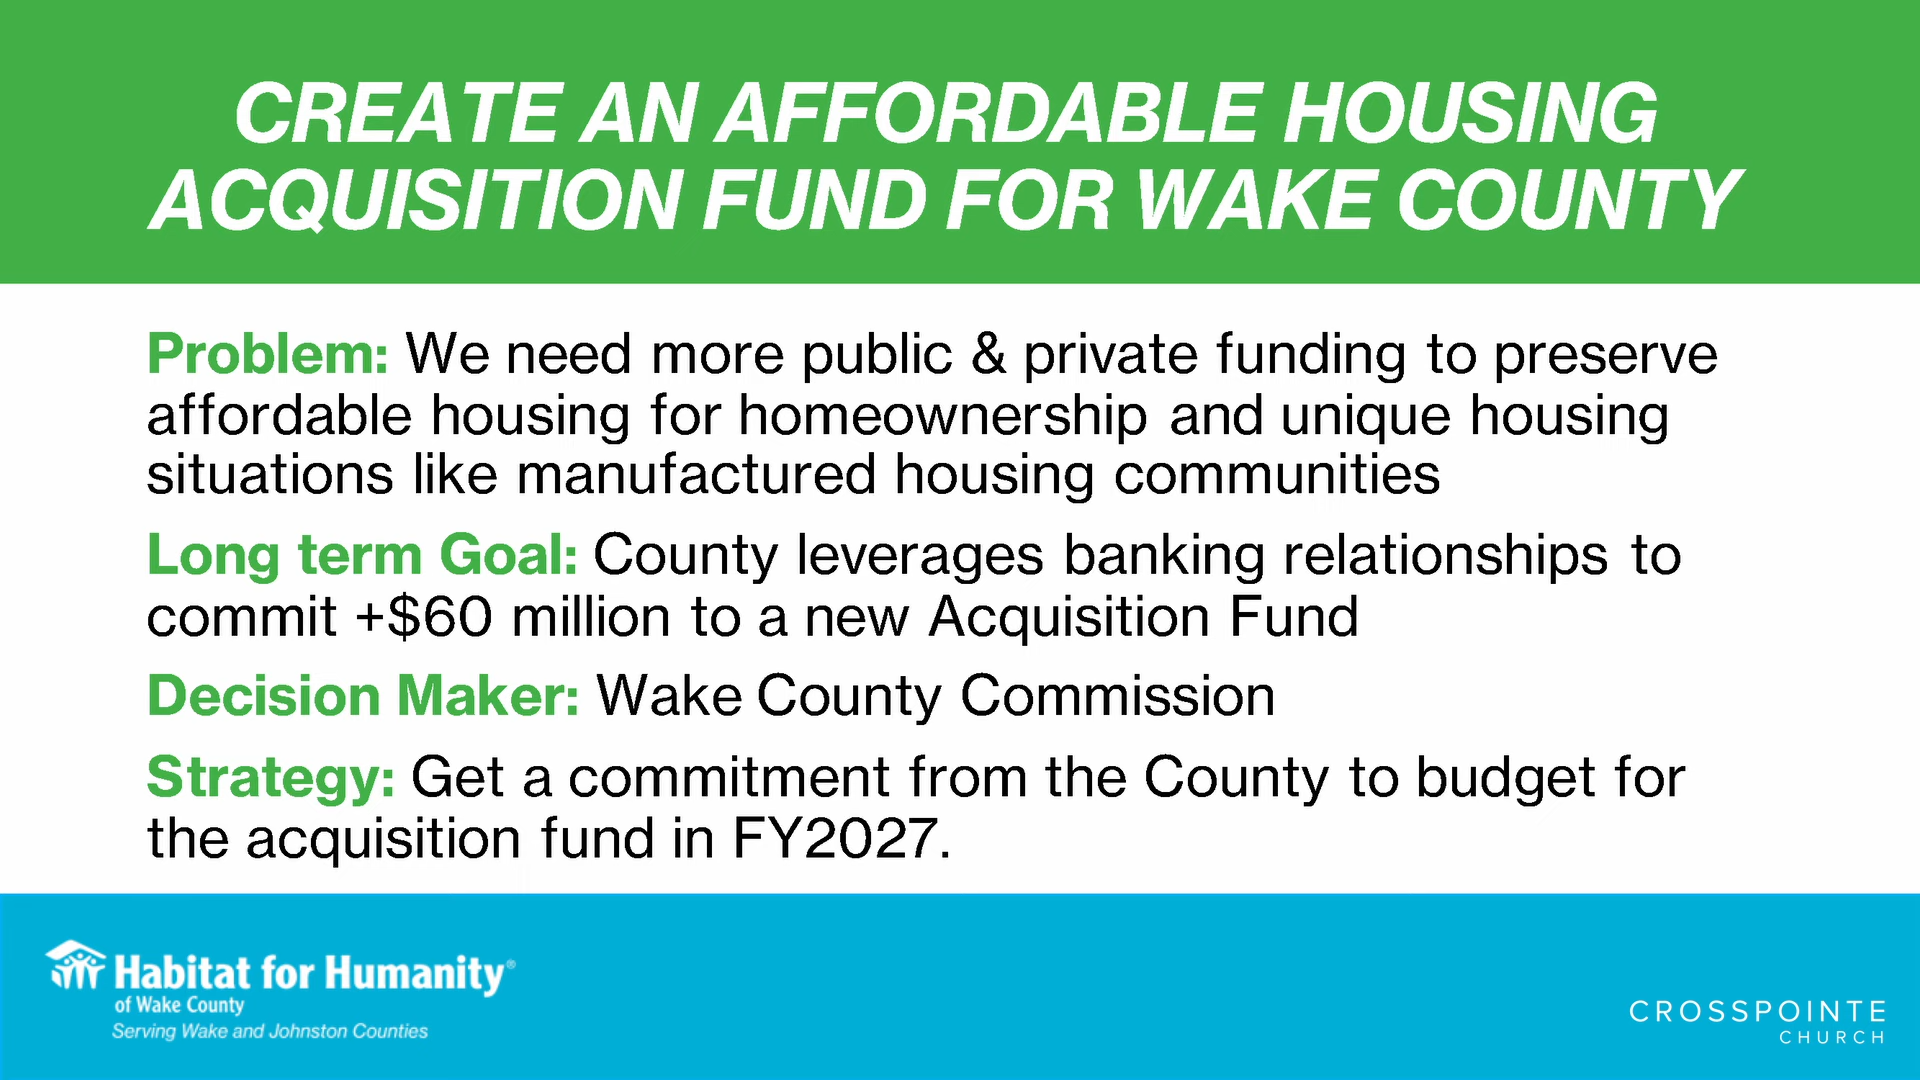 CREATE AN AFFORDABLE HOUSING
ACQUISITION FUND FOR WAKE COUNTY
Problem: We need more public & private funding to preserve
affordable housing for homeownership and unique housing
situations like manufactured housing communities
Long term Goal: County leverages banking relationships to
commit +$60 million to a new Acquisition Fund
Decision Maker: Wake County Commission
Strategy: Get a commitment from the County to budget for
the acquisition fund in FY2027.
Habitat for Humanity®
of Wake County
Serving Wake and Johnston Counties
CROSSPOINTE
CHURCH